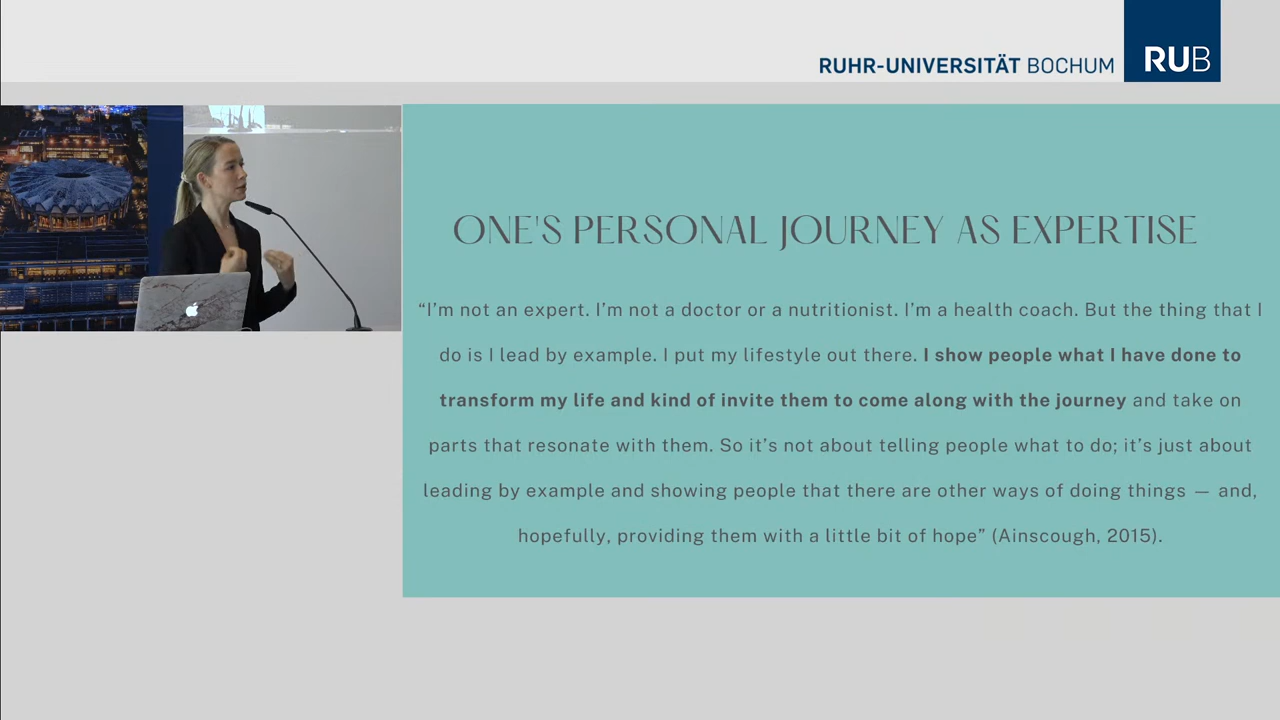 RUHR-UNIVERSITÄT BOCHUM
RUB
ONE'S PERSONAL JOURNEY AS EXPERTISE
“I’m not an expert. I’m not a doctor or a nutritionist. I’m a health coach. But the thing that I
do is I lead by example. I put my lifestyle out there. I show people what I have done to
transform my life and kind of invite them to come along with the journey and take on
parts that resonate with them. So it’s not about telling people what to do; it’s just about
leading by example and showing people that there are other ways of doing things — and,
hopefully, providing them with a little bit of hope” (Ainscough, 2015).